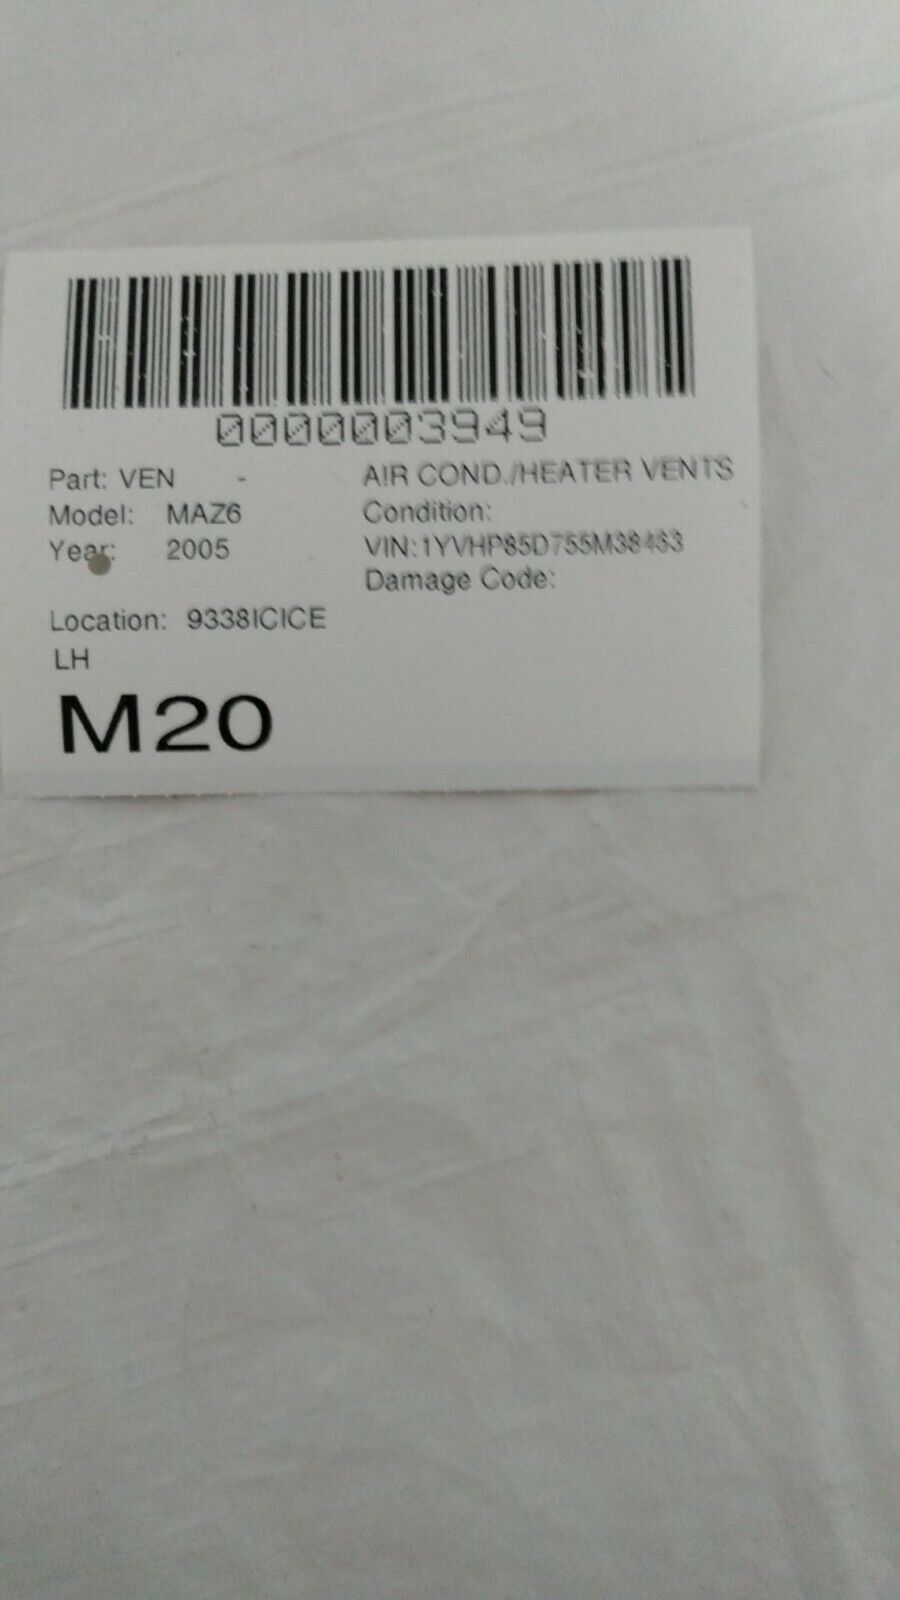 0000003949
Part: VEN - AIR COND./HEATER VENTS
Model: MAZ6 Condition:
Year: 2005 VIN:1YVHP85D755M38463
Damage Code:
Location: 9338ICICE
LH
M20